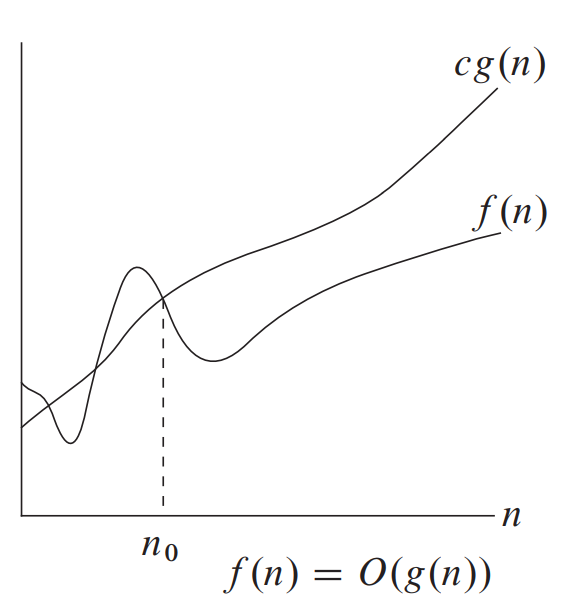 cg(n)
f(n)
n
n₀
f(n) = O(g(n))